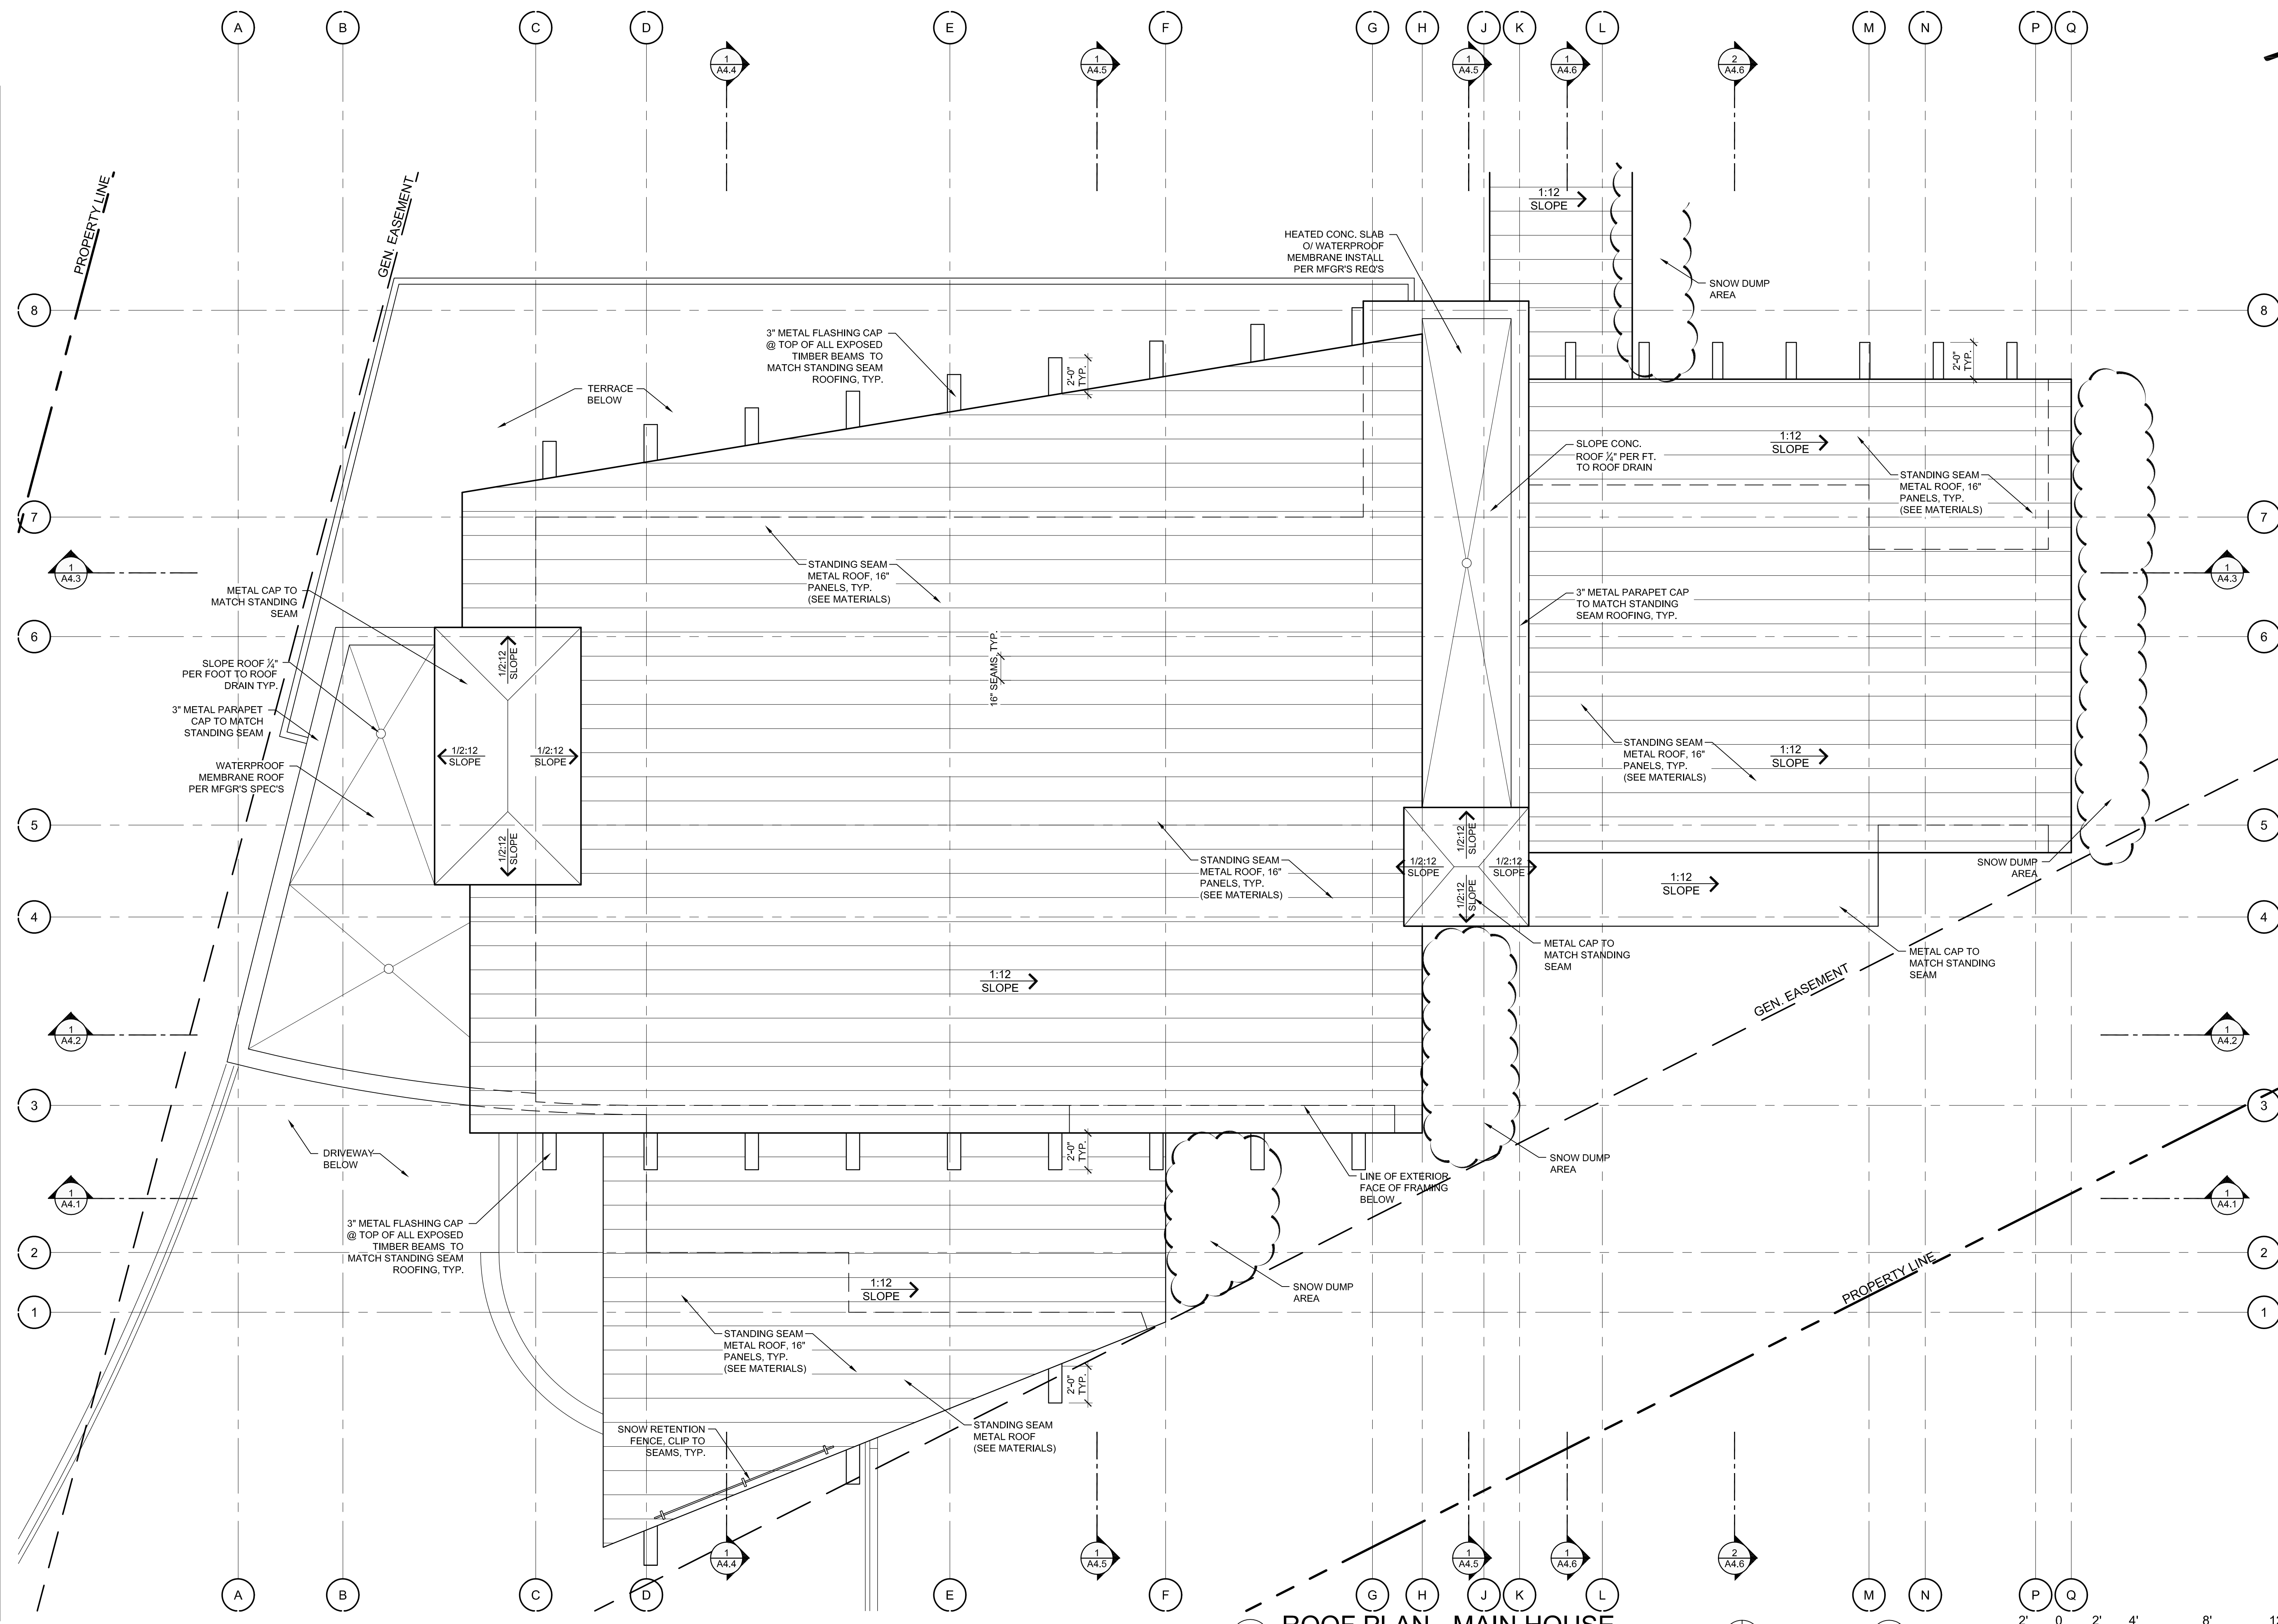 A B C D E F G H J K L M N P Q
1
A4.4
1
A4.5
1
A4.5
1
A4.6
2
A4.6
PROPERTY LINE
GEN. EASEMENT
1:12
SLOPE
HEATED CONC. SLAB
O/ WATERPROOF
MEMBRANE INSTALL
PER MFGR'S REQ'S
SNOW DUMP
AREA
8
8
3" METAL FLASHING CAP
@ TOP OF ALL EXPOSED
TIMBER BEAMS TO
MATCH STANDING SEAM
ROOFING, TYP.
2'-0"
TYP.
2'-0"
TYP.
TERRACE
BELOW
SLOPE CONC.
ROOF ¼" PER FT.
TO ROOF DRAIN
1:12
SLOPE
STANDING SEAM
METAL ROOF, 16"
PANELS, TYP.
(SEE MATERIALS)
7
7
STANDING SEAM
METAL ROOF, 16"
PANELS, TYP.
(SEE MATERIALS)
1
A4.3
1
A4.3
METAL CAP TO
MATCH STANDING
SEAM
3" METAL PARAPET CAP
TO MATCH STANDING
SEAM ROOFING, TYP.
6
6
1/2:12
SLOPE
16" SEAMS, TYP.
SLOPE ROOF ¼"
PER FOOT TO ROOF
DRAIN TYP.
3" METAL PARAPET
CAP TO MATCH
STANDING SEAM
1/2:12
SLOPE
1/2:12
SLOPE
STANDING SEAM
METAL ROOF, 16"
PANELS, TYP.
(SEE MATERIALS)
1:12
SLOPE
WATERPROOF
MEMBRANE ROOF
PER MFGR'S SPEC'S
5
5
1/2:12
SLOPE
1/2:12
SLOPE
STANDING SEAM
METAL ROOF, 16"
PANELS, TYP.
(SEE MATERIALS)
1/2:12
SLOPE
1/2:12
SLOPE
1/2:12
SLOPE
1:12
SLOPE
SNOW DUMP
AREA
4
4
METAL CAP TO
MATCH STANDING
SEAM
METAL CAP TO
MATCH STANDING
SEAM
1:12
SLOPE
GEN. EASEMENT
1
A4.2
1
A4.2
3
3
DRIVEWAY
BELOW
2'-0"
TYP.
SNOW DUMP
AREA
LINE OF EXTERIOR
FACE OF FRAMING
BELOW
1
A4.1
1
A4.1
3" METAL FLASHING CAP
@ TOP OF ALL EXPOSED
TIMBER BEAMS TO
MATCH STANDING SEAM
ROOFING, TYP.
2
2
1:12
SLOPE
SNOW DUMP
AREA
PROPERTY LINE
1
1
STANDING SEAM
METAL ROOF, 16"
PANELS, TYP.
(SEE MATERIALS)
2'-0"
TYP.
SNOW RETENTION
FENCE, CLIP TO
SEAMS, TYP.
STANDING SEAM
METAL ROOF
(SEE MATERIALS)
1
A4.4
1
A4.5
1
A4.5
1
A4.6
2
A4.6
A B C D E F G H J K L M N P Q
ROOF PLAN - MAIN HOUSE
2' 0 2' 4' 8'